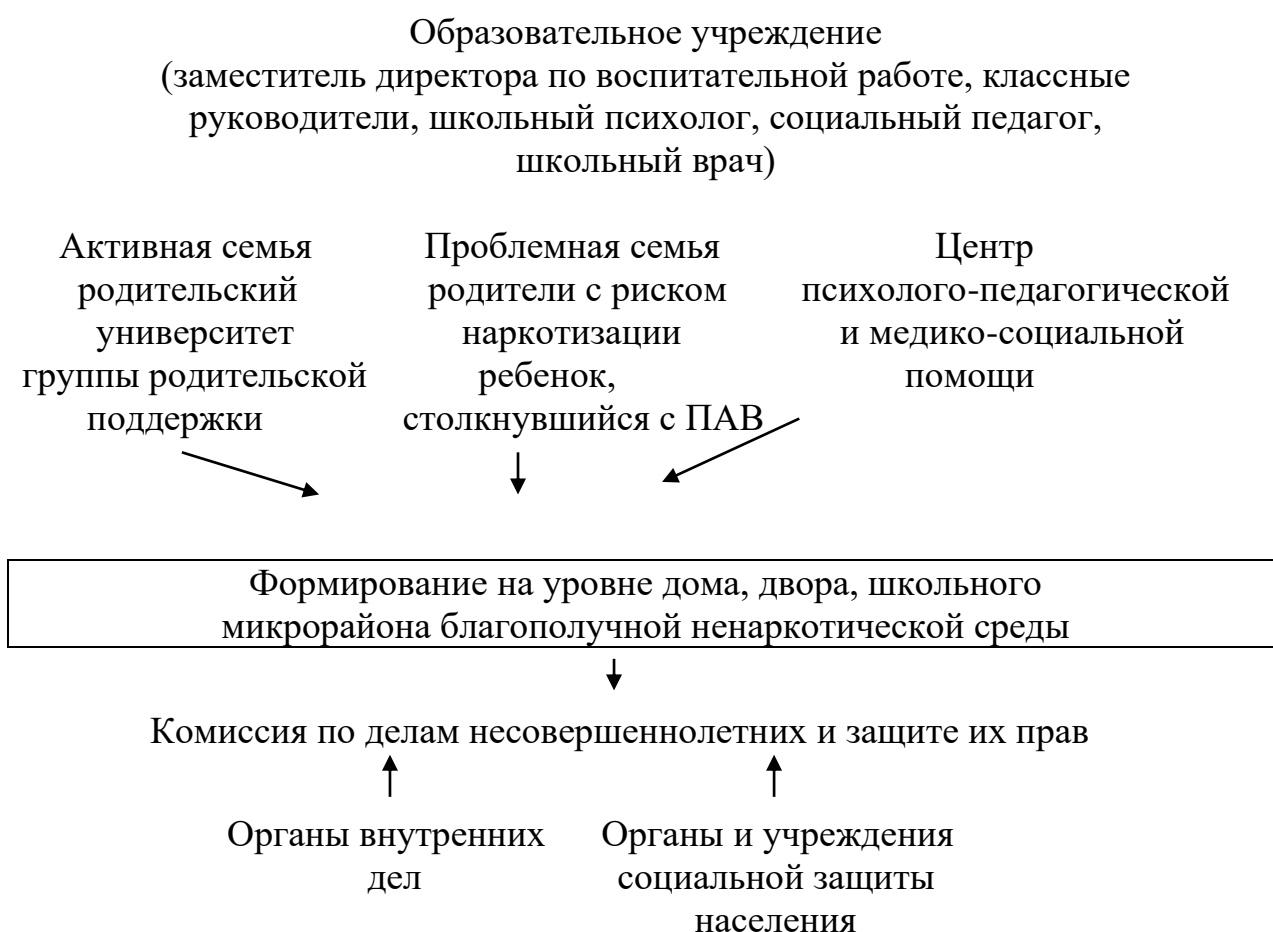 Образовательное учреждение
(заместитель директора по воспитательной работе, классные
руководители, школьный психолог, социальный педагог,
школьный врач)
Активная семья
родительский
университет
группы родительской
поддержки
Проблемная семья
родители с риском
наркотизации
ребенок,
столкнувшийся с ПАВ
Центр
психолого-педагогической
и медико-социальной
помощи
Формирование на уровне дома, двора, школьного
микрорайона благополучной ненаркотической среды
Комиссия по делам несовершеннолетних и защите их прав
Органы внутренних
дел
Органы и учреждения
социальной защиты
населения